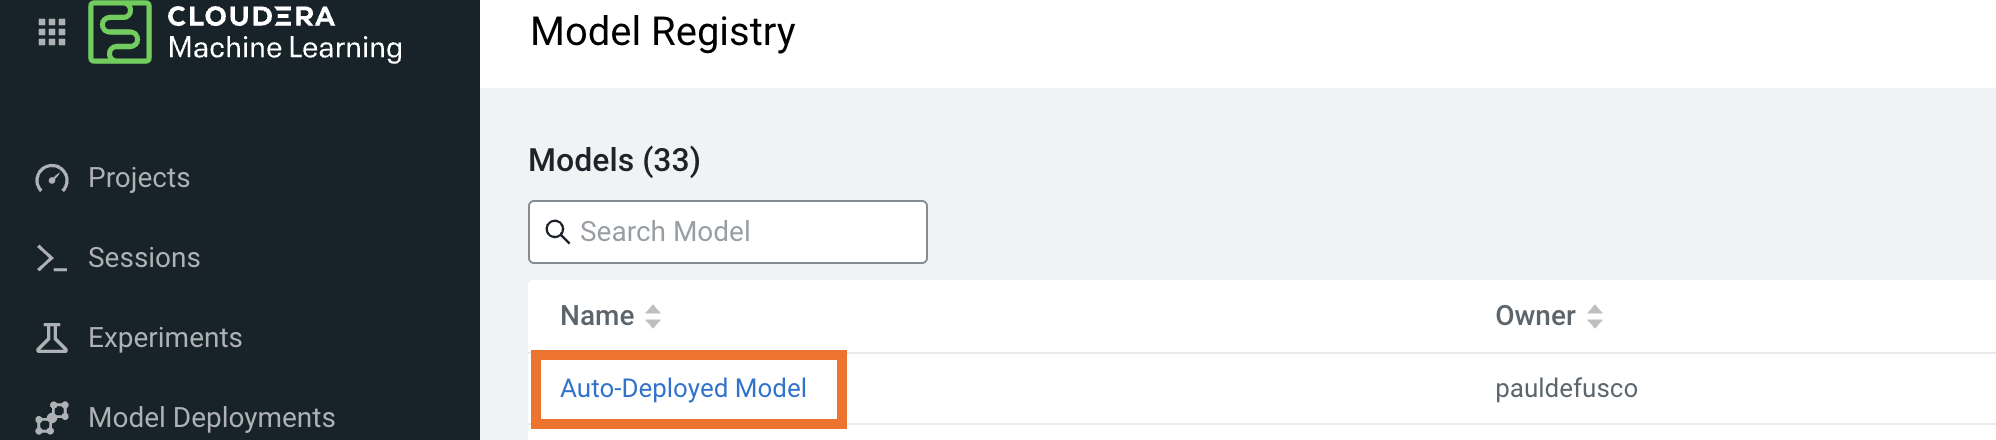 CLOUDERA
Machine Learning
Projects
Sessions
Experiments
Model Deployments
Model Registry
Models (33)
Search Model
Name Owner
Auto-Deployed Model pauldefusco